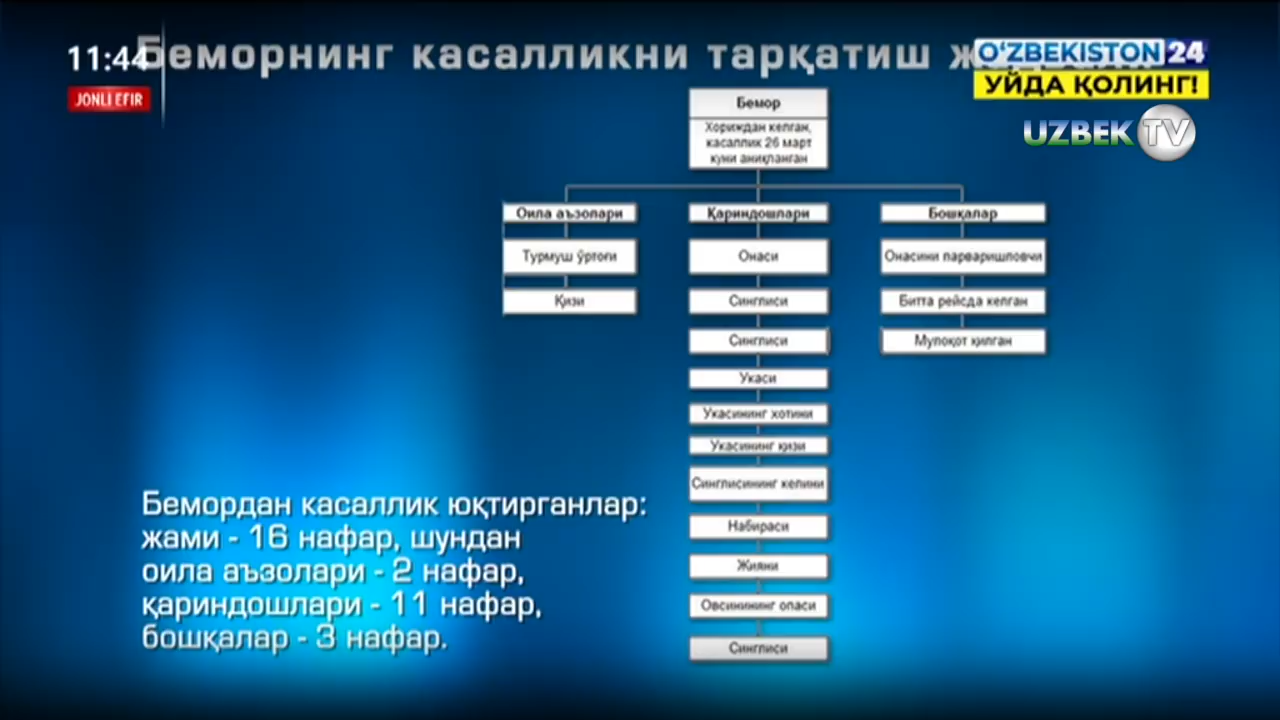 11:44
JONLI EFIR
Беморнинг касалликни тарқатиш
O‘ZBEKISTON 24
УЙДА ҚОЛИНГ!
UZBEK TV
Бемор
Хориждан келган,
касаллик 26 март
куни аниқланган
Оила аъзолари
Турмуш ўртоғи
Қизи
Қариндошлари
Онаси
Синглиси
Синглиси
Укаси
Укасининг хотини
Укасининг қизи
Синглисининг келини
Набираси
Жияни
Овсинининг опаси
Синглиси
Бошқалар
Онасини парваришловчи
Битта рейсда келган
Мулоқот қилган
Бемордан касаллик юқтирганлар:
жами - 16 нафар, шундан
оила аъзолари - 2 нафар,
қариндошлари - 11 нафар,
бошқалар - 3 нафар.